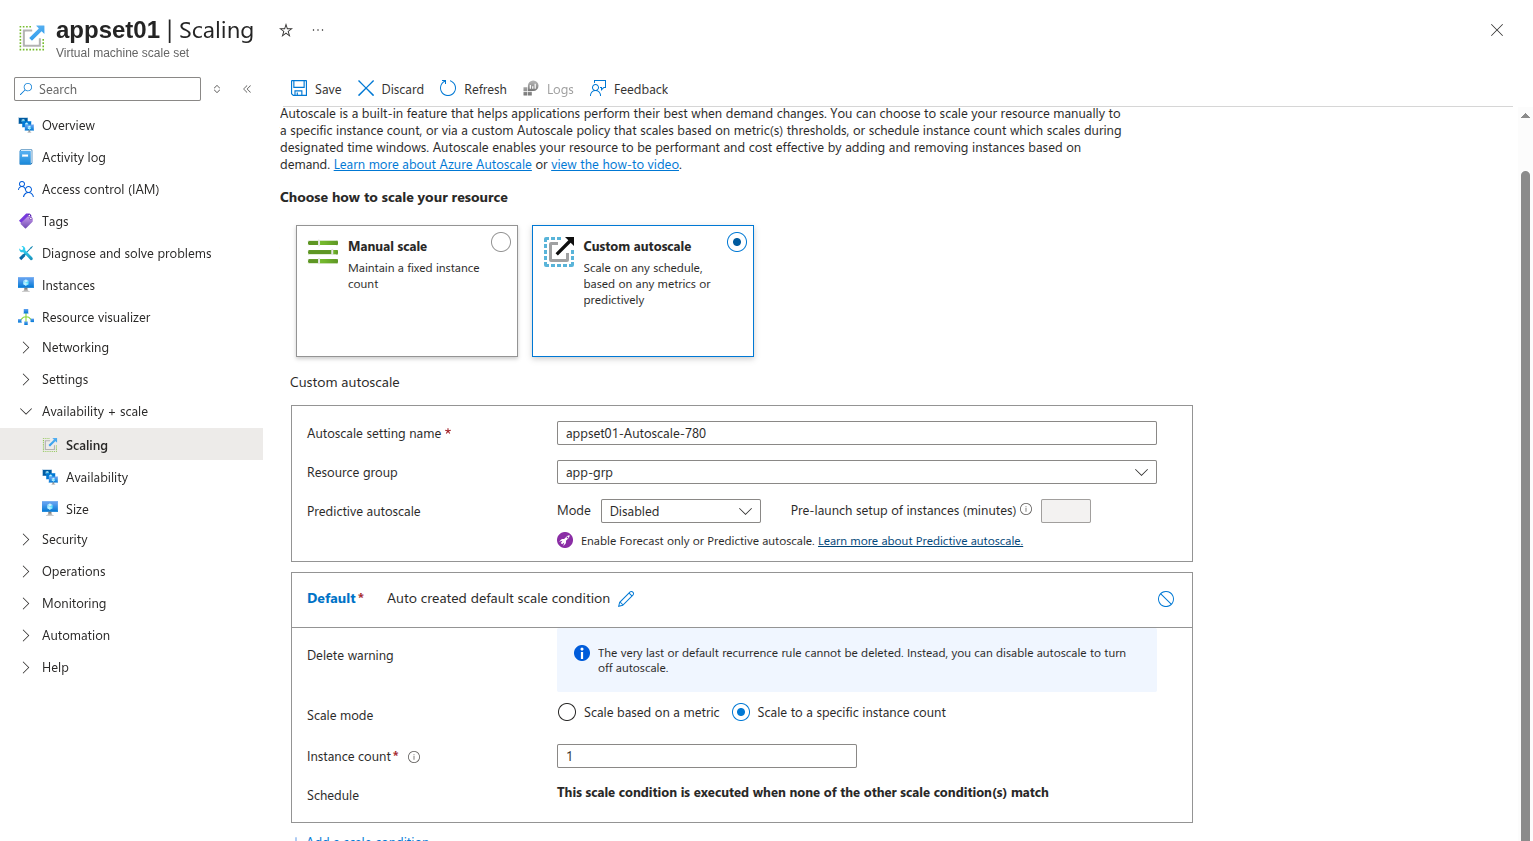 appset01 | Scaling
Virtual machine scale set
Search
Overview
Activity log
Access control (IAM)
Tags
Diagnose and solve problems
Instances
Resource visualizer
Networking
Settings
Availability + scale
Scaling
Availability
Size
Security
Operations
Monitoring
Automation
Help
Save Discard Refresh Logs Feedback
Autoscale is a built-in feature that helps applications perform their best when demand changes. You can choose to scale your resource manually to
a specific instance count, or via a custom Autoscale policy that scales based on metric(s) thresholds, or schedule instance count which scales during
designated time windows. Autoscale enables your resource to be performant and cost effective by adding and removing instances based on
demand. Learn more about Azure Autoscale or view the how-to video.
Choose how to scale your resource
Manual scale
Maintain a fixed instance
count
Custom autoscale
Scale on any schedule,
based on any metrics or
predictively
Custom autoscale
Autoscale setting name * appset01-Autoscale-780
Resource group app-grp
Predictive autoscale Mode Disabled Pre-launch setup of instances (minutes)
Enable Forecast only or Predictive autoscale. Learn more about Predictive autoscale.
Default* Auto created default scale condition
Delete warning
The very last or default recurrence rule cannot be deleted. Instead, you can disable autoscale to turn
off autoscale.
Scale mode Scale based on a metric Scale to a specific instance count
Instance count* 1
Schedule This scale condition is executed when none of the other scale condition(s) match
+ Add a scale condition